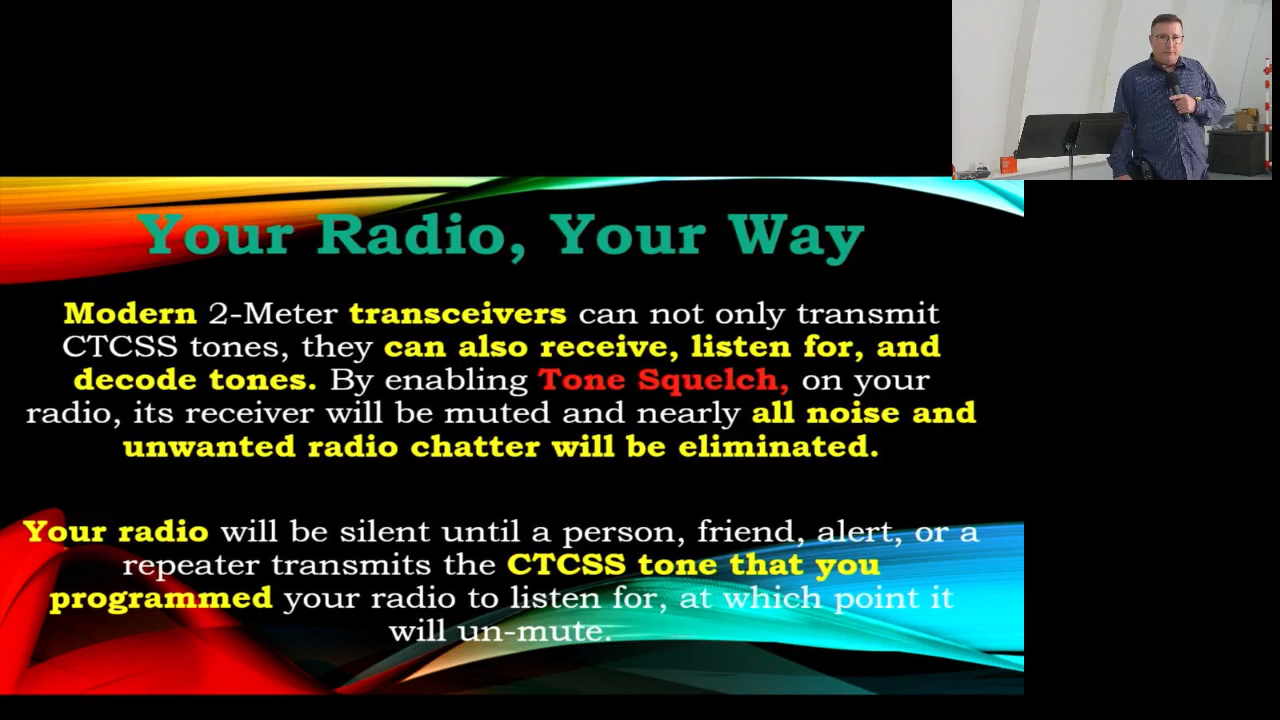 Your Radio, Your Way
Modern 2-Meter transceivers can not only transmit
CTCSS tones, they can also receive, listen for, and
decode tones. By enabling Tone Squelch, on your
radio, its receiver will be muted and nearly all noise and
unwanted radio chatter will be eliminated.
Your radio will be silent until a person, friend, alert, or a
repeater transmits the CTCSS tone that you
programmed your radio to listen for, at which point it
will un-mute.